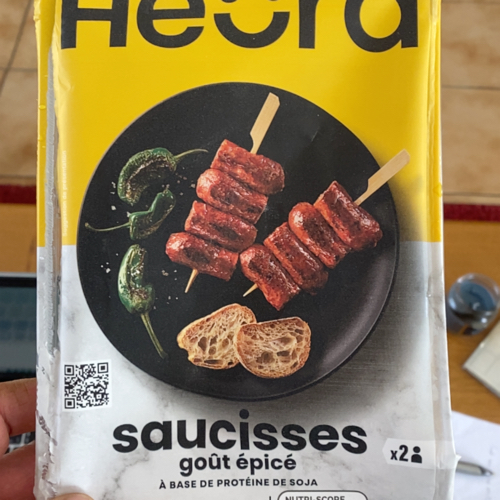 Heura
saucisses
goût épicé
x2
À BASE DE PROTÉINE DE SOJA
NUTRI-SCORE